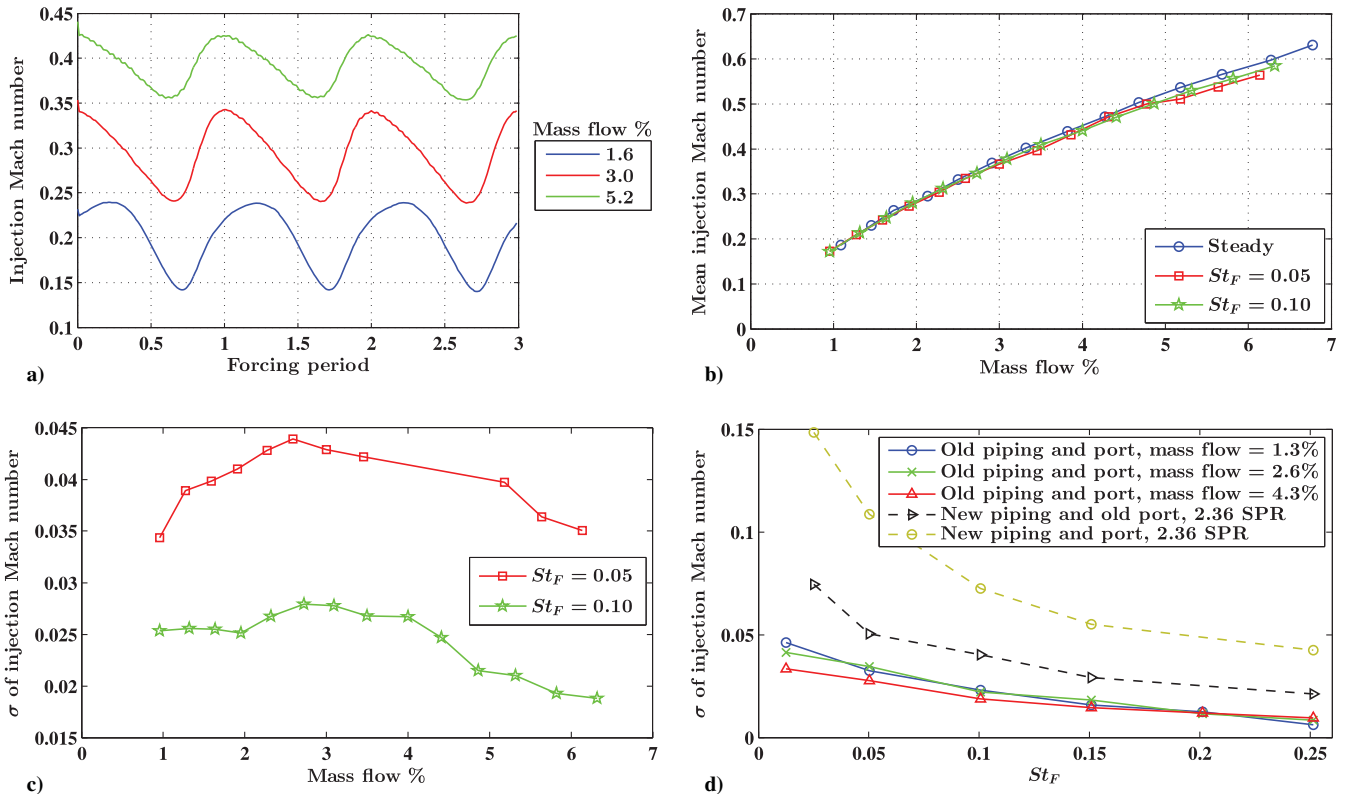 0.45
0.4
0.35
0.3
0.25
0.2
0.15
0.1
Injection Mach number
0
0.5
1
1.5
2
2.5
3
Forcing period
a)
Mass flow %
1.6
3.0
5.2
0.7
0.6
0.5
0.4
0.3
0.2
0.1
0
Mean injection Mach number
0
1
2
3
4
5
6
7
Mass flow %
b)
Steady
St_F = 0.05
St_F = 0.10
0.045
0.04
0.035
0.03
0.025
0.02
0.015
σ of injection Mach number
0
1
2
3
4
5
6
7
Mass flow %
c)
St_F = 0.05
St_F = 0.10
0.15
0.1
0.05
0
σ of injection Mach number
0
0.05
0.1
0.15
0.2
0.25
St_F
d)
Old piping and port, mass flow = 1.3%
Old piping and port, mass flow = 2.6%
Old piping and port, mass flow = 4.3%
New piping and old port, 2.36 SPR
New piping and port, 2.36 SPR